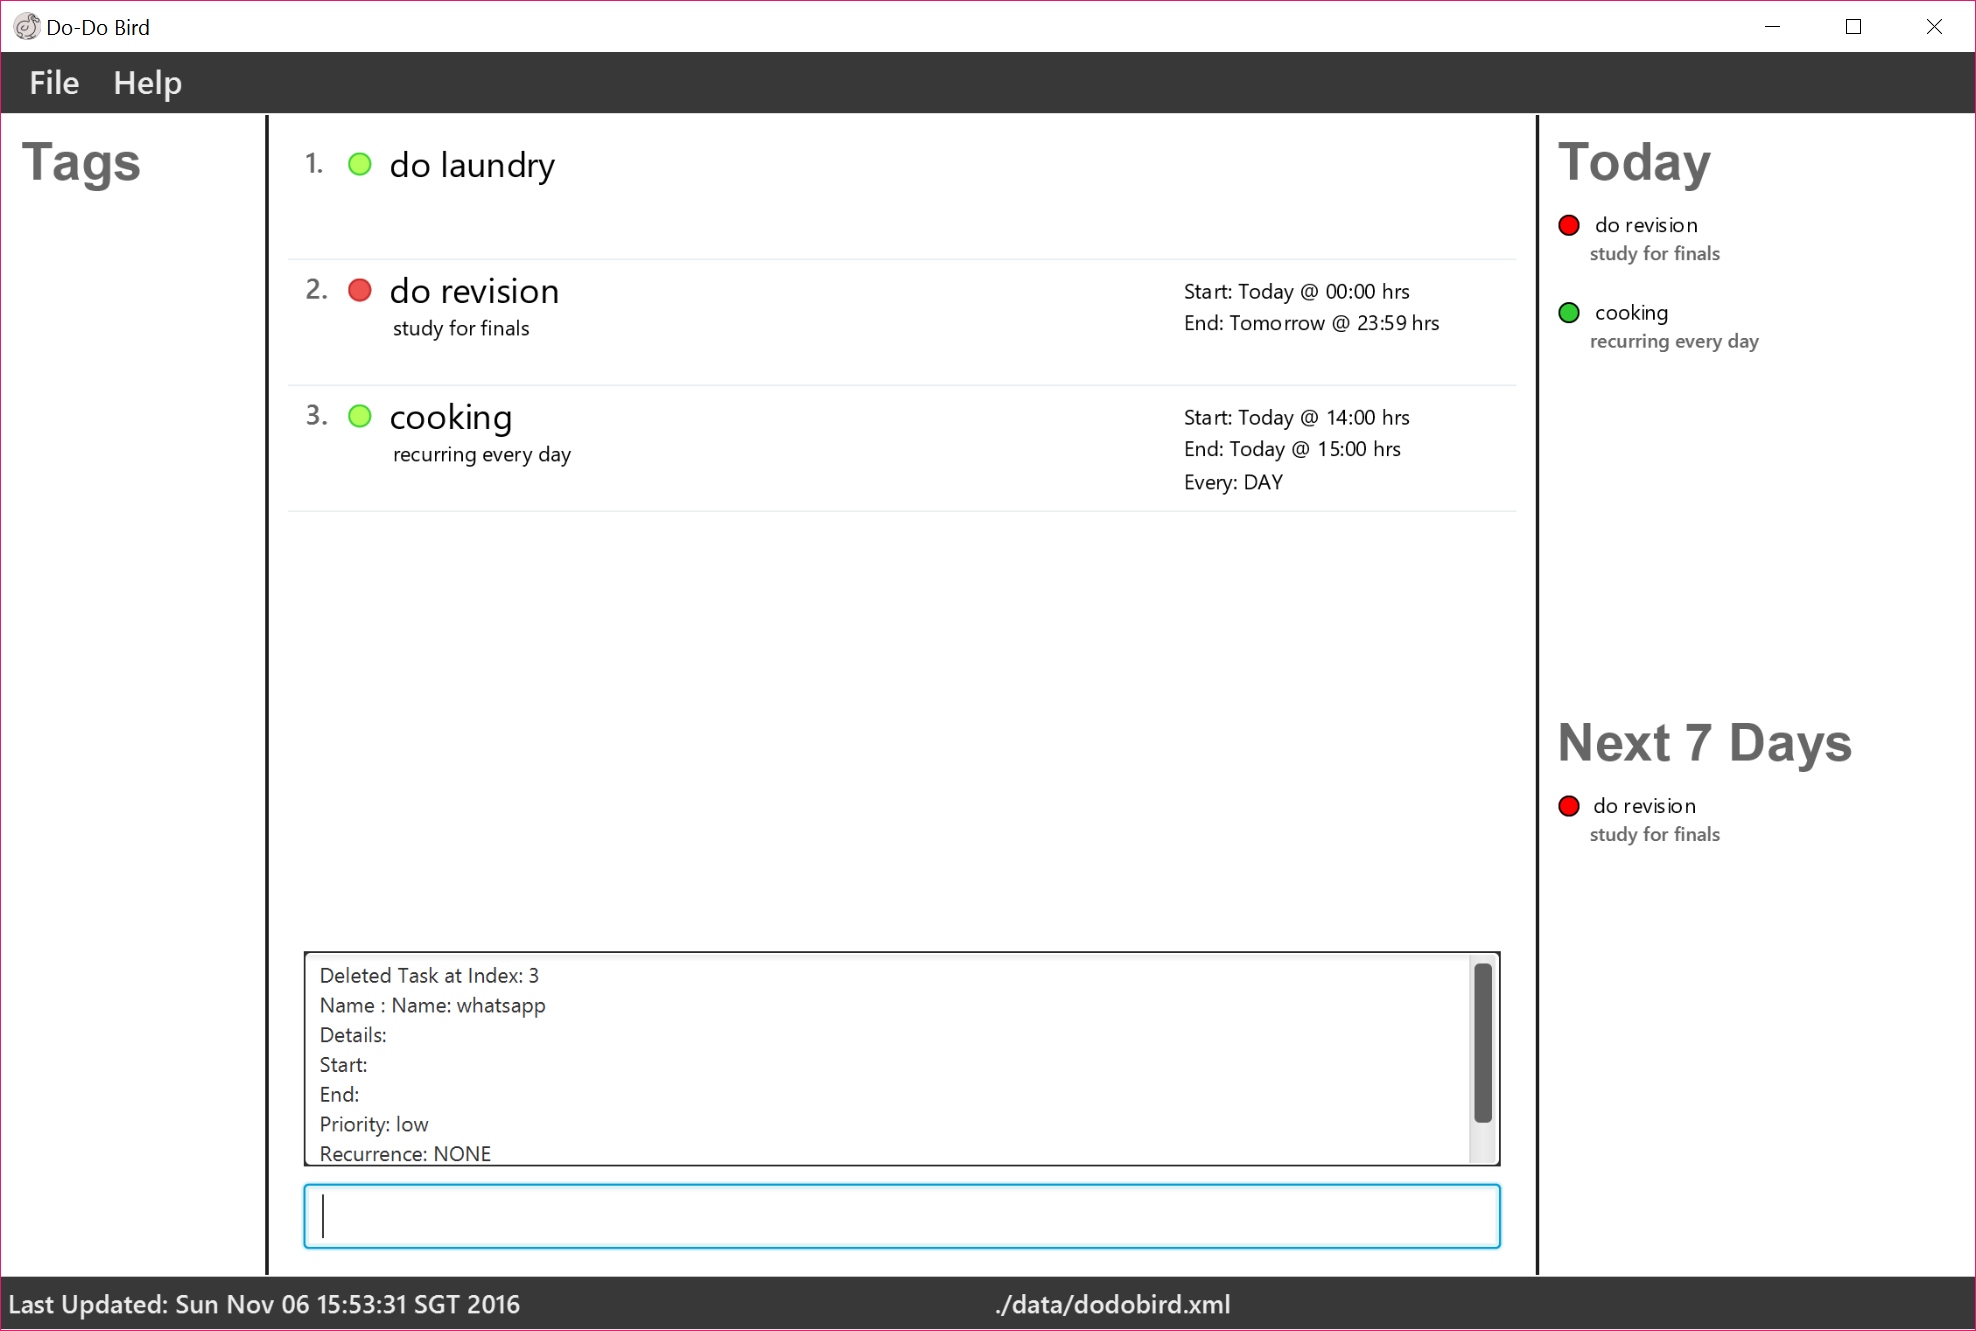 Do-Do Bird
File Help
Tags
1. do laundry
2. do revision
study for finals
Start: Today @ 00:00 hrs
End: Tomorrow @ 23:59 hrs
3. cooking
recurring every day
Start: Today @ 14:00 hrs
End: Today @ 15:00 hrs
Every: DAY
Deleted Task at Index: 3
Name : Name: whatsapp
Details:
Start:
End:
Priority: low
Recurrence: NONE
Today
do revision
study for finals
cooking
recurring every day
Next 7 Days
do revision
study for finals
Last Updated: Sun Nov 06 15:53:31 SGT 2016
./data/dodobird.xml